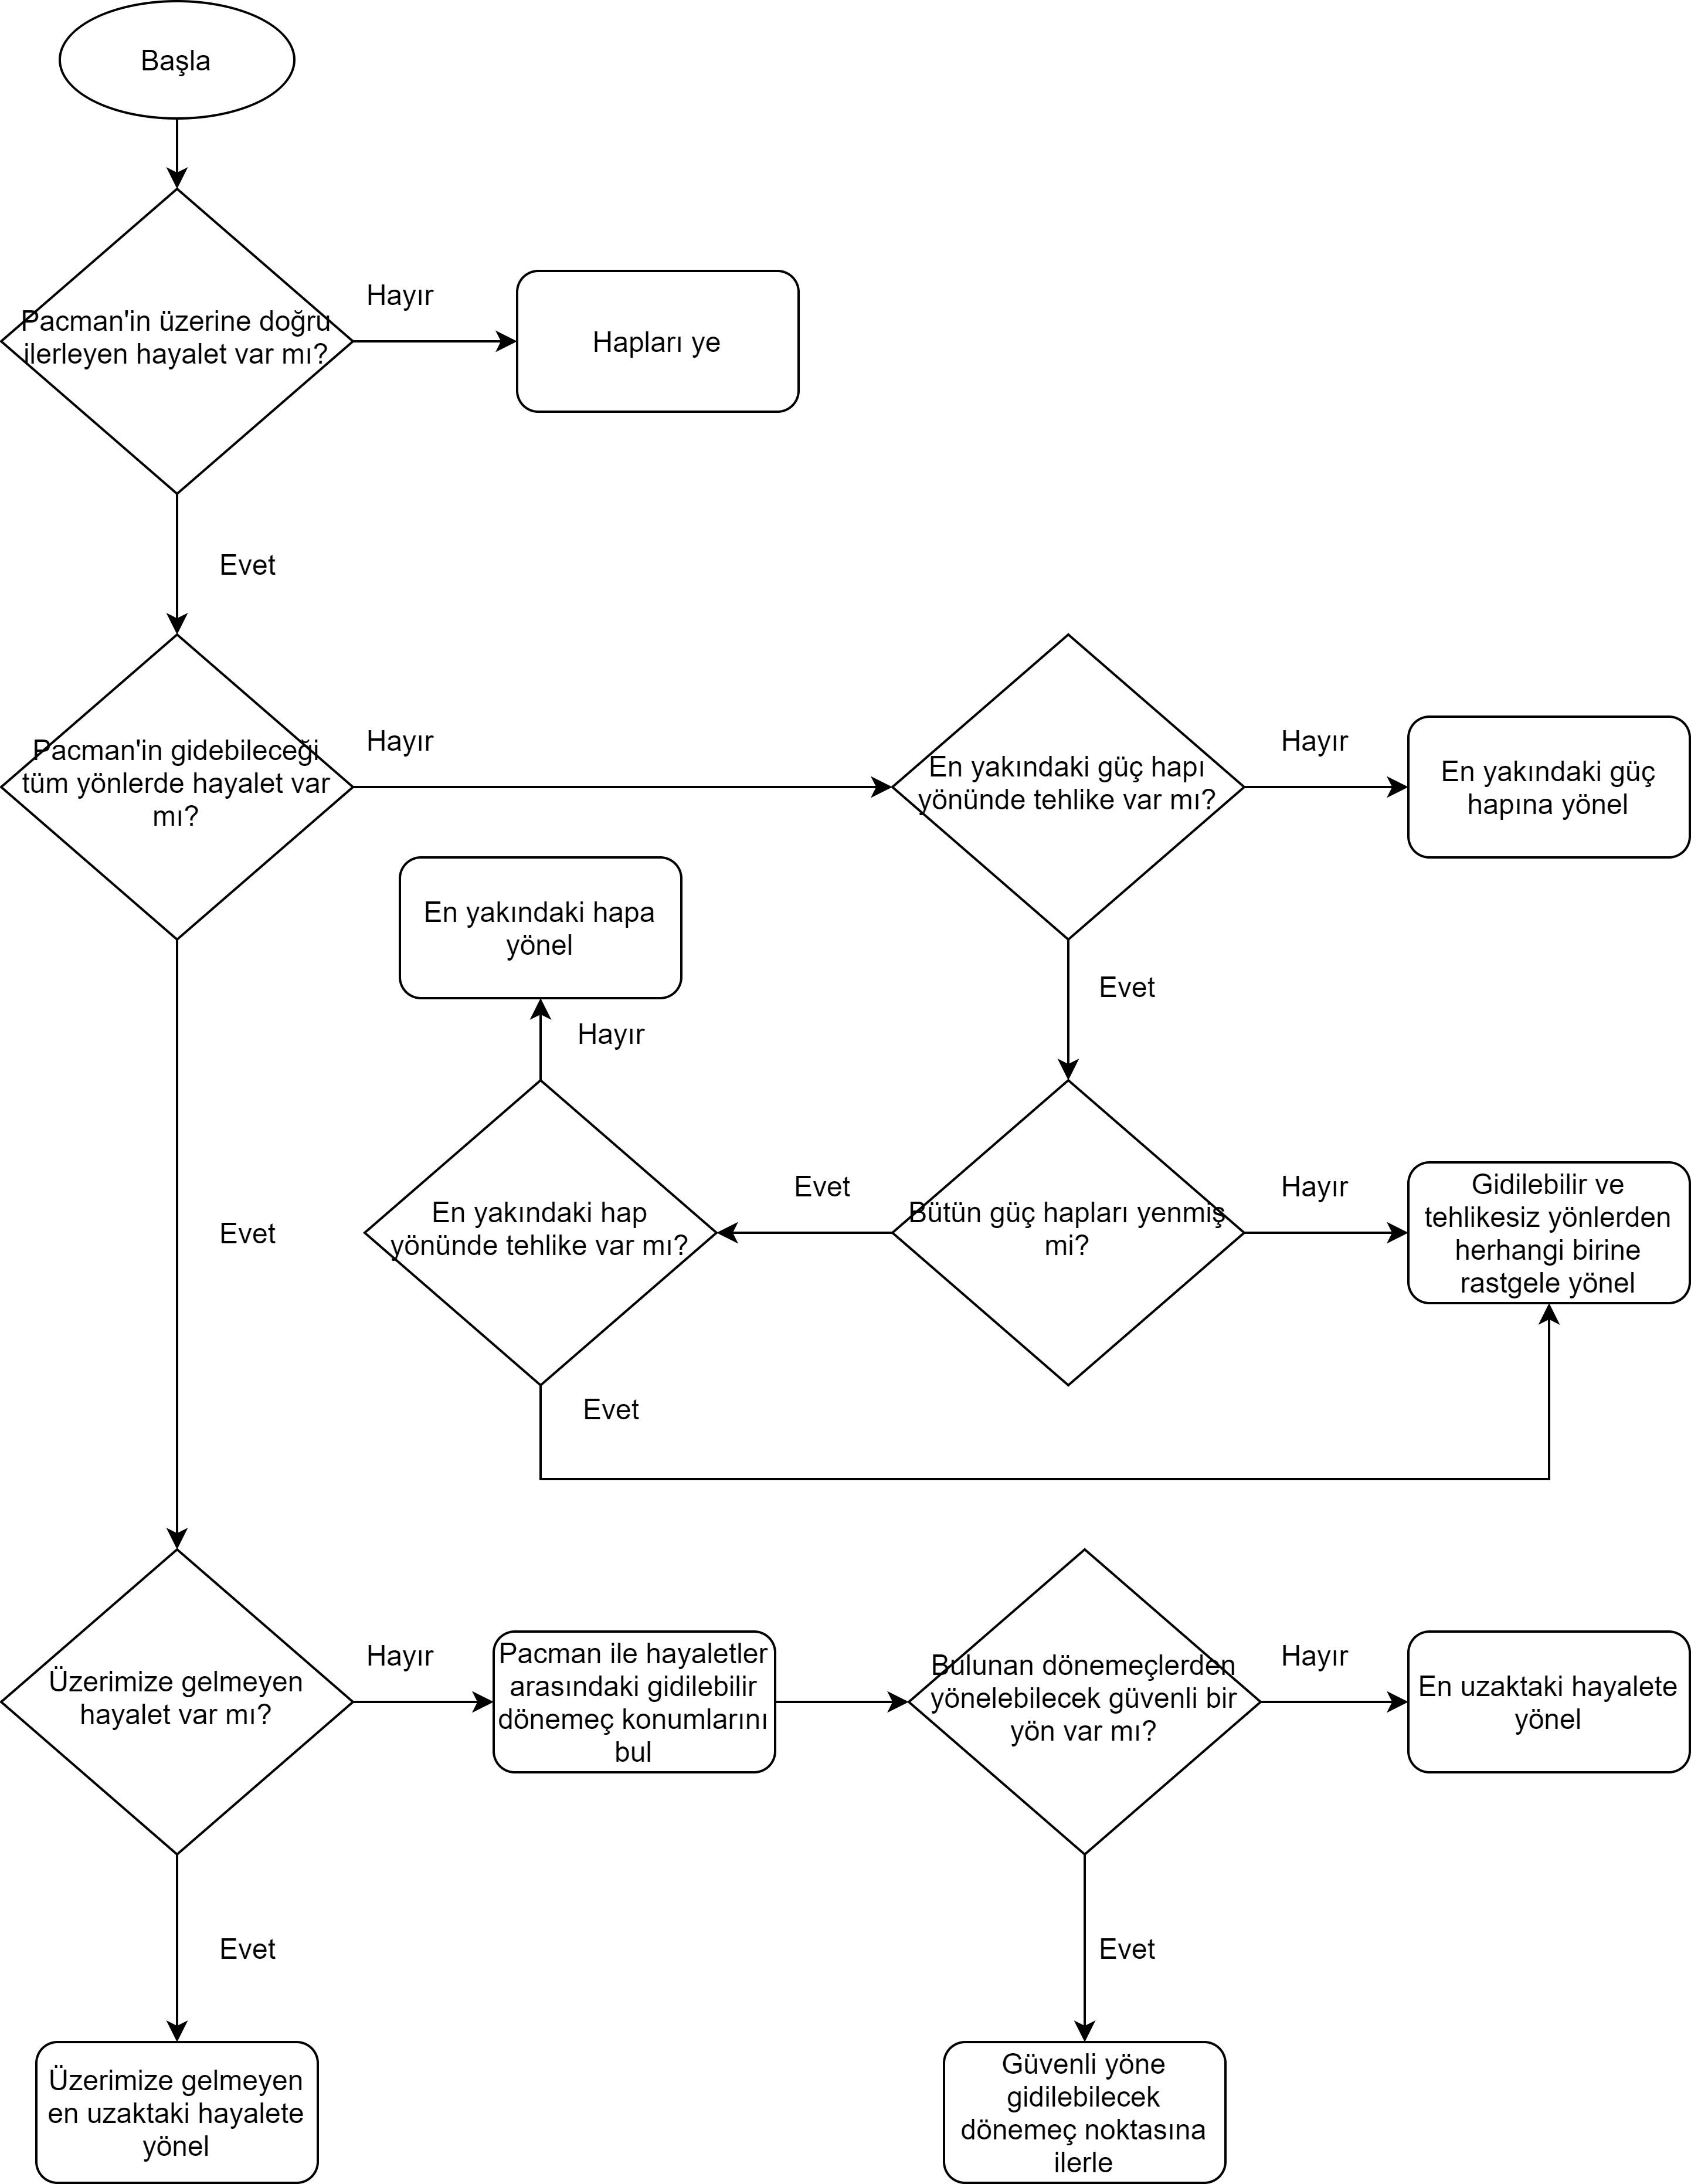 Başla
Pacman'in üzerine doğru
ilerleyen hayalet var mı?
Hayır
Hapları ye
Evet
Pacman'in gidebileceği
tüm yönlerde hayalet var
mı?
Hayır
En yakındaki güç hapı
yönünde tehlike var mı?
Hayır
En yakındaki güç
hapına yönel
En yakındaki hapa
yönel
Evet
Hayır
En yakındaki hap
yönünde tehlike var mı?
Evet
Bütün güç hapları yenmiş
mi?
Hayır
Gidilebilir ve
tehlikesiz yönlerden
herhangi birine
rastgele yönel
Evet
Evet
Üzerimize gelmeyen
hayalet var mı?
Hayır
Pacman ile hayaletler
arasındaki gidilebilir
dönemeç konumlarını
bul
Bulunan dönemeçlerden
yönelebilecek güvenli bir
yön var mı?
Hayır
En uzaktaki hayalete
yönel
Evet
Evet
Üzerimize gelmeyen
en uzaktaki hayalete
yönel
Güvenli yöne
gidilebilecek
dönemeç noktasına
ilerle